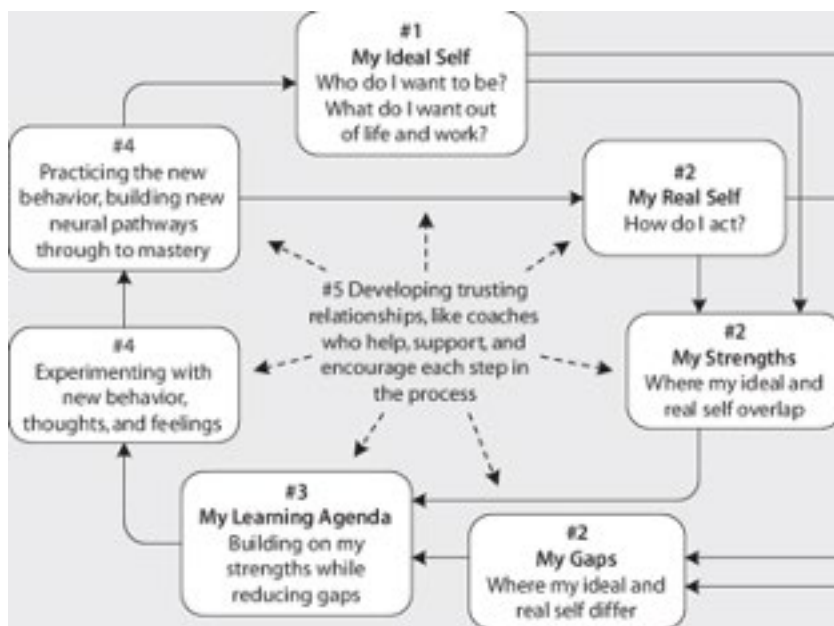 #1
My Ideal Self
Who do I want to be?
What do I want out
of life and work?
#4
Practicing the new
behavior, building new
neural pathways
through to mastery
#2
My Real Self
How do I act?
#5 Developing trusting
relationships, like coaches
who help, support, and
encourage each step in
the process
#2
My Strengths
Where my ideal and
real self overlap
#4
Experimenting with
new behavior,
thoughts, and feelings
#3
My Learning Agenda
Building on my
strengths while
reducing gaps
#2
My Gaps
Where my ideal and
real self differ